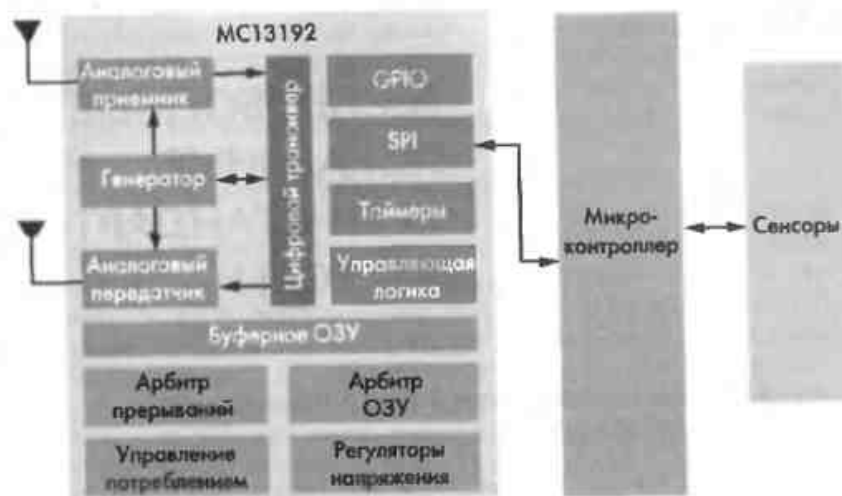 MC13192
Аналоговый
приемник
Генератор
Аналоговый
передатчик
Цифровой трансивер
GPIO
SPI
Таймеры
Управляющая
логика
Буферное ОЗУ
Арбитр
прерываний
Арбитр
ОЗУ
Управление
потреблением
Регуляторы
напряжения
Микро-
контроллер
Сенсоры